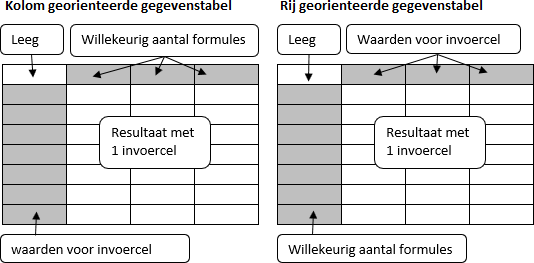 Kolom georienteerde gegevenstabel
Leeg
Willekeurig aantal formules
Resultaat met
1 invoercel
waarden voor invoercel
Rij georienteerde gegevenstabel
Leeg
Waarden voor invoercel
Resultaat met
1 invoercel
Willekeurig aantal formules